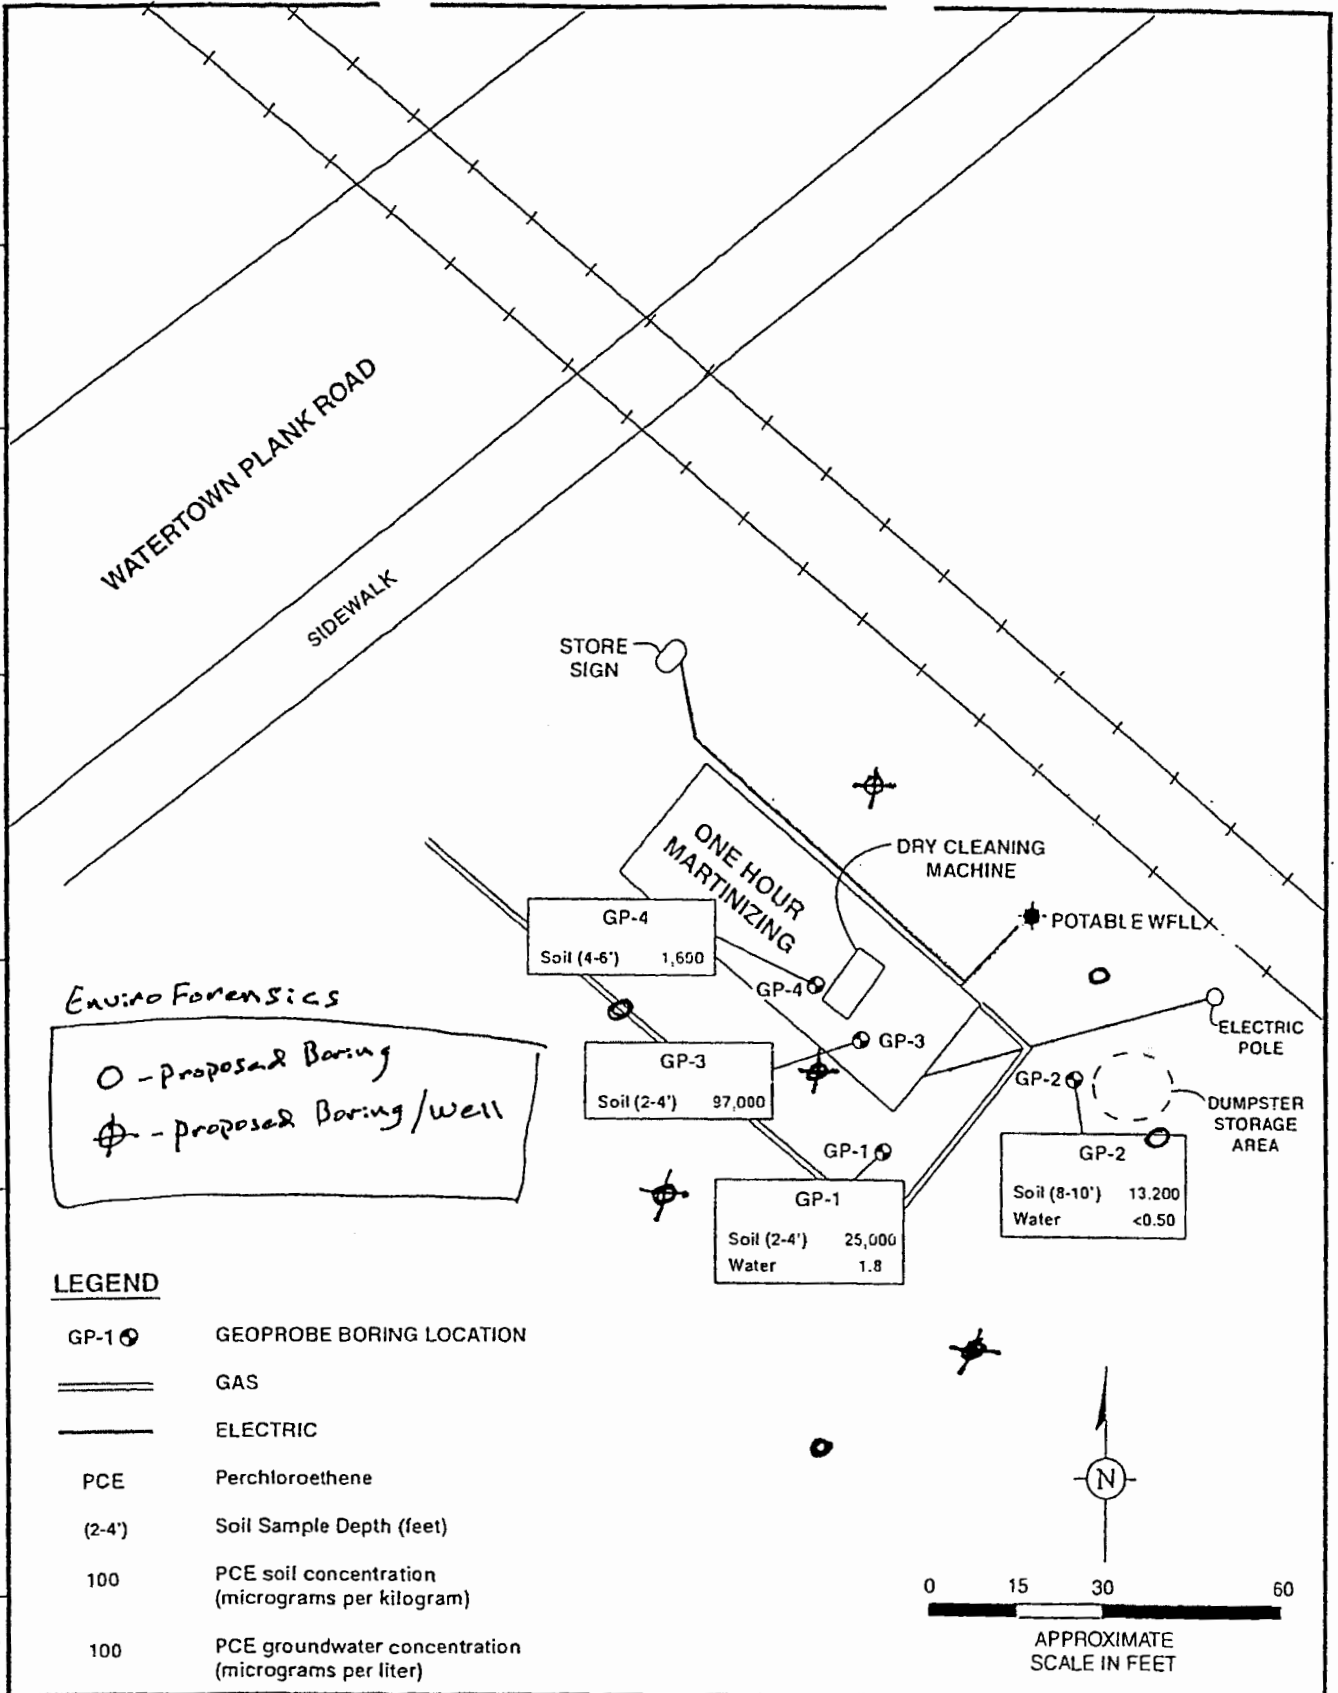 WATERTOWN PLANK ROAD
SIDEWALK
STORE
SIGN
ONE HOUR
MARTINIZING
DRY CLEANING
MACHINE
POTABLE WELL
GP-4
Soil (4-6') 1,600
GP-4
GP-3
GP-3
Soil (2-4') 97,000
ELECTRIC
POLE
GP-2
DUMPSTER
STORAGE
AREA
GP-2
Soil (8-10') 13.200
Water <0.50
GP-1
GP-1
Soil (2-4') 25,000
Water 1.8
Enviro Forensics
O - Proposed Boring
- Proposed Boring/Well
LEGEND
GP-1 GEOPROBE BORING LOCATION
GAS
ELECTRIC
PCE Perchloroethene
(2-4') Soil Sample Depth (feet)
100 PCE soil concentration
(micrograms per kilogram)
100 PCE groundwater concentration
(micrograms per liter)
N
0 15 30 60
APPROXIMATE
SCALE IN FEET